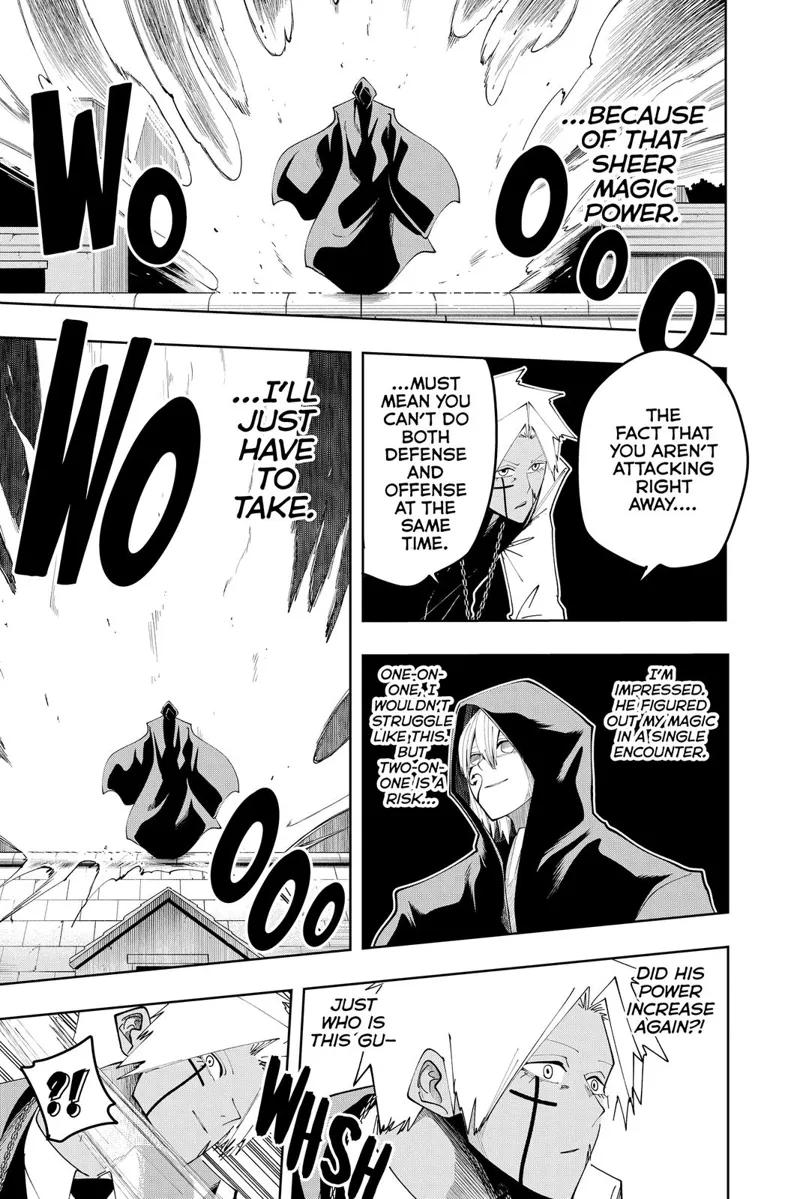 ...BECAUSE
OF THAT
SHEER
MAGIC
POWER.
WO
OOO
THE
FACT THAT
YOU AREN'T
ATTACKING
RIGHT
AWAY....
...MUST
MEAN YOU
CAN'T DO
BOTH
DEFENSE
AND
OFFENSE
AT THE
SAME
TIME.
I'M
IMPRESSED.
HE FIGURED
OUT MY MAGIC
IN A SINGLE
ENCOUNTER.
ONE-ON-
ONE, I
WOULDN'T
STRUGGLE
LIKE THIS.
BUT
TWO-ON-
ONE IS A
RISK...
...I'LL
JUST
HAVE
TO
TAKE.
WO
OOO
DID HIS
POWER
INCREASE
AGAIN?!
JUST
WHO IS
THIS GU–
WHSH
?!